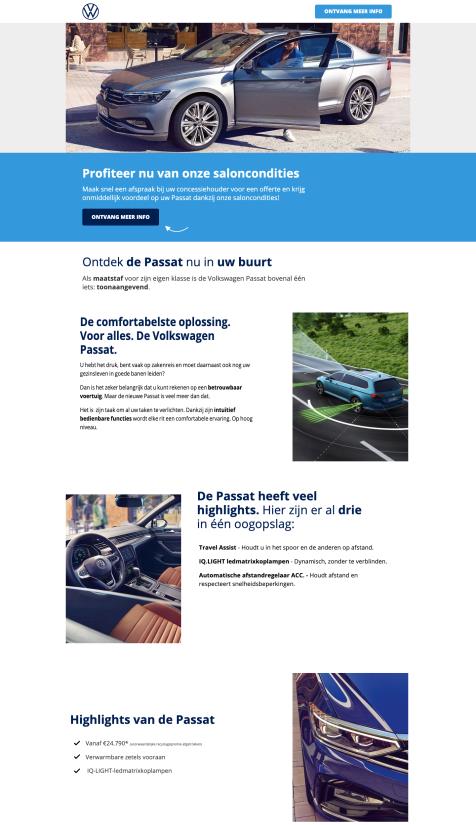 ONTVANG MEER INFO
Profiteer nu van onze saloncondities
Maak snel een afspraak bij uw concessiehouder voor een offerte en krijg
onmiddellijk voordeel op uw Passat dankzij onze saloncondities!
ONTVANG MEER INFO
Ontdek de Passat nu in uw buurt
Als maatstaf voor zijn eigen klasse is de Volkswagen Passat bovenal één
iets: toonaangevend.
De comfortabelste oplossing.
Voor alles. De Volkswagen
Passat.
U hebt het druk, bent vaak op zakenreis en moet daarnaast ook nog uw
gezinsleven in goede banen leiden?
Dan is het zeker belangrijk dat u kunt rekenen op een betrouwbaar
voertuig. Maar de nieuwe Passat is veel meer dan dat.
Het is zijn taak om al uw taken te verlichten. Dankzij zijn intuïtief
bedienbare functies wordt elke rit een comfortabele ervaring. Op hoog
niveau.
De Passat heeft veel
highlights. Hier zijn er al drie
in één oogopslag:
Travel Assist - Houdt u in het spoor en de anderen op afstand.
IQ.LIGHT ledmatrixkoplampen - Dynamisch, zonder te verblinden.
Automatische afstandregelaar ACC. - Houdt afstand en
respecteert snelheidsbeperkingen.
Highlights van de Passat
Vanaf €24.790*
Verwarmbare zetels vooraan
IQ-LIGHT-ledmatrixkoplampen